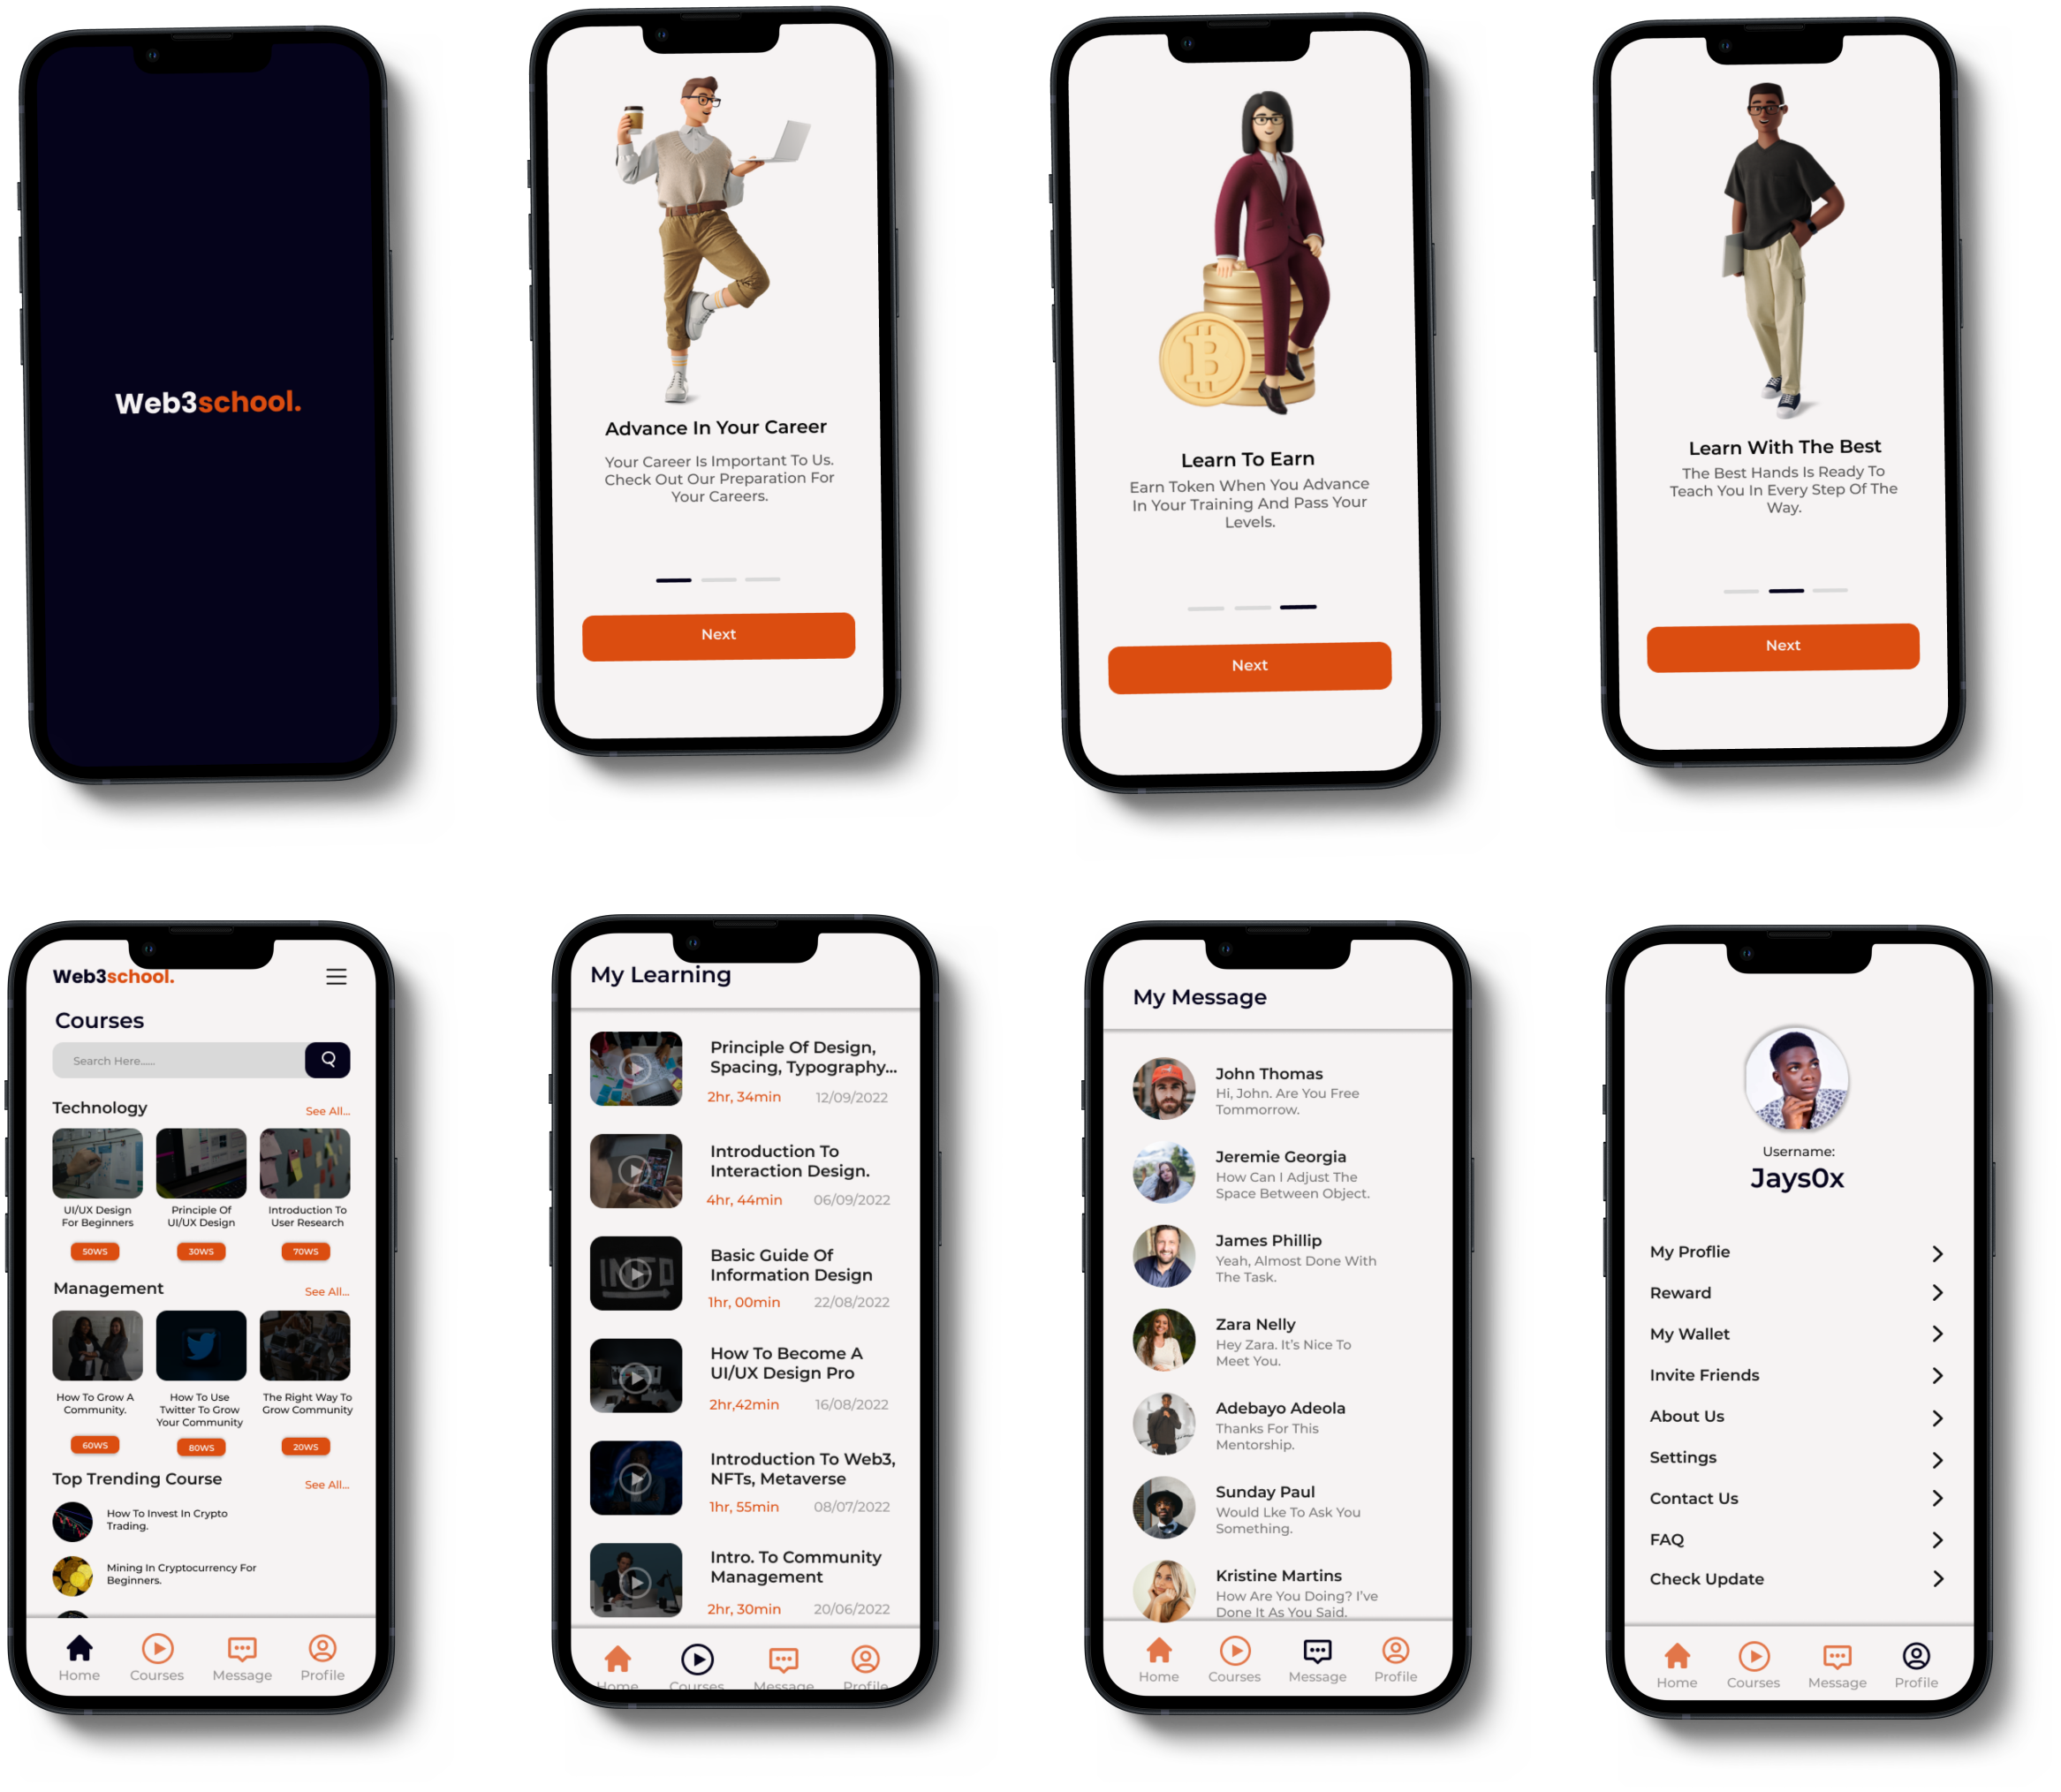 Web3school.
Advance In Your Career
Your Career Is Important To Us.
Check Out Our Preparation For
Your Careers.
Next
Learn To Earn
Earn Token When You Advance
In Your Training And Pass Your
Levels.
Next
Learn With The Best
The Best Hands Is Ready To
Teach You In Every Step Of The
Way.
Next
Web3school.
Courses
Search Here......
Technology
See All...
UI/UX Design
For Beginners
Principle Of
UI/UX Design
Introduction To
User Research
50WS
30WS
70WS
Management
See All...
How To Grow A
Community.
How To Use
Twitter To Grow
Your Community
The Right Way To
Grow Community
60WS
80WS
20WS
Top Trending Course
See All...
How To Invest In Crypto
Trading.
Mining In Cryptocurrency For
Beginners.
Home
Courses
Message
Profile
My Learning
Principle Of Design,
Spacing, Typography...
2hr, 34min
12/09/2022
Introduction To
Interaction Design.
4hr, 44min
06/09/2022
INFO
Basic Guide Of
Information Design
1hr, 00min
22/08/2022
How To Become A
UI/UX Design Pro
2hr,42min
16/08/2022
Introduction To Web3,
NFTs, Metaverse
1hr, 55min
08/07/2022
Intro. To Community
Management
2hr, 30min
20/06/2022
Home
Courses
Message
Profile
My Message
John Thomas
Hi, John. Are You Free
Tommorrow.
Jeremie Georgia
How Can I Adjust The
Space Between Object.
James Phillip
Yeah, Almost Done With
The Task.
Zara Nelly
Hey Zara. It's Nice To
Meet You.
Adebayo Adeola
Thanks For This
Mentorship.
Sunday Paul
Would Lke To Ask You
Something.
Kristine Martins
How Are You Doing? I've
Done It As You Said.
Home
Courses
Message
Profile
Username:
Jays0x
My Proflie
Reward
My Wallet
Invite Friends
About Us
Settings
Contact Us
FAQ
Check Update
Home
Courses
Message
Profile